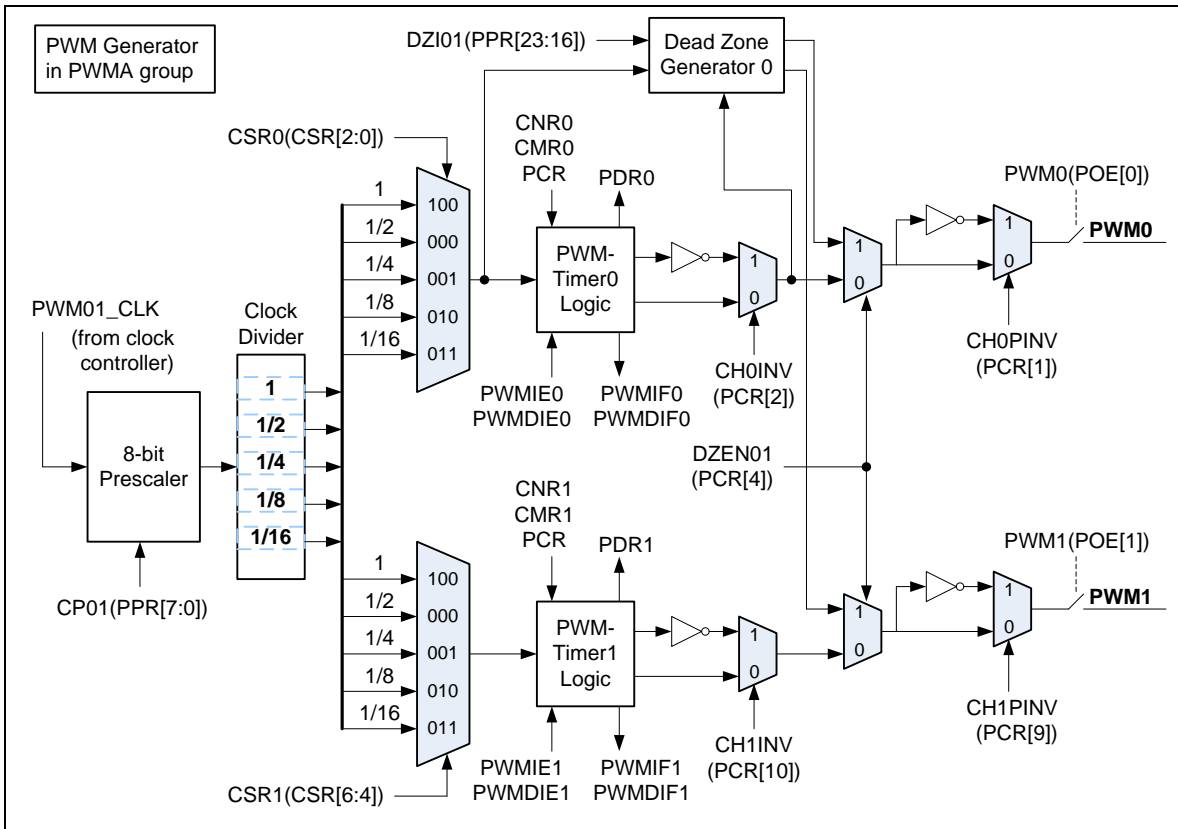 PWM Generator
in PWMA group
DZI01(PPR[23:16])
Dead Zone
Generator 0
CSR0(CSR[2:0])
CNR0
CMR0
PCR
PDR0
PWM0(POE[0])
1
1/2
1/4
1/8
1/16
100
000
001
010
011
PWM-
Timer0
Logic
1
0
1
0
1
0
PWM0
PWM01_CLK
(from clock
controller)
Clock
Divider
PWMIE0
PWMDIE0
PWMIF0
PWMDIF0
CH0INV
(PCR[2])
CH0PINV
(PCR[1])
1
1/2
1/4
1/8
1/16
8-bit
Prescaler
DZEN01
(PCR[4])
CNR1
CMR1
PCR
PDR1
PWM1(POE[1])
CP01(PPR[7:0])
1
1/2
1/4
1/8
1/16
100
000
001
010
011
PWM-
Timer1
Logic
1
0
1
0
1
0
PWM1
CSR1(CSR[6:4])
PWMIE1
PWMDIE1
PWMIF1
PWMDIF1
CH1INV
(PCR[10])
CH1PINV
(PCR[9])